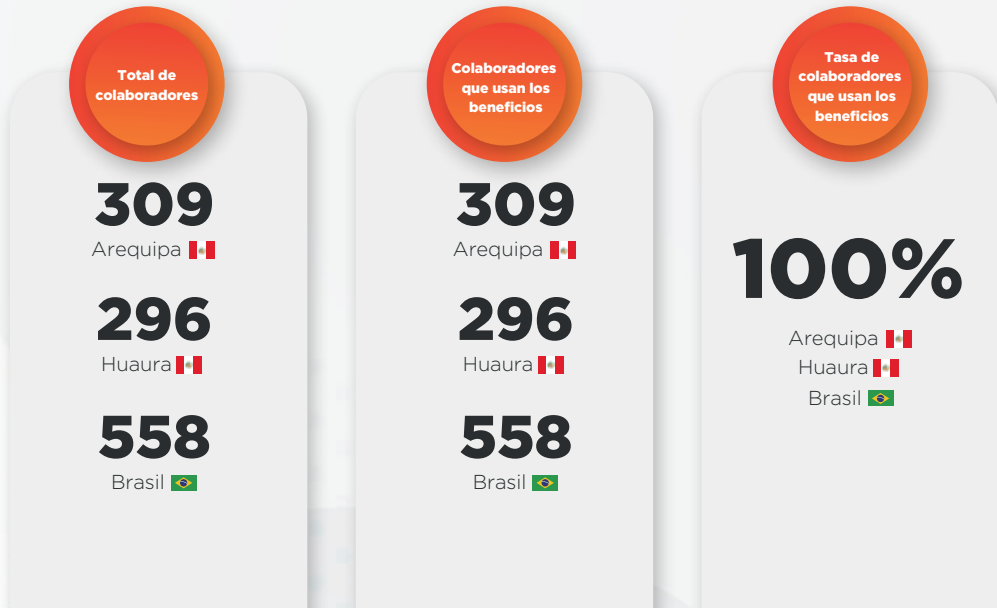 Total de
colaboradores
309
Arequipa
296
Huaura
558
Brasil
Colaboradores
que usan los
beneficios
309
Arequipa
296
Huaura
558
Brasil
Tasa de
colaboradores
que usan los
beneficios
100%
Arequipa
Huaura
Brasil